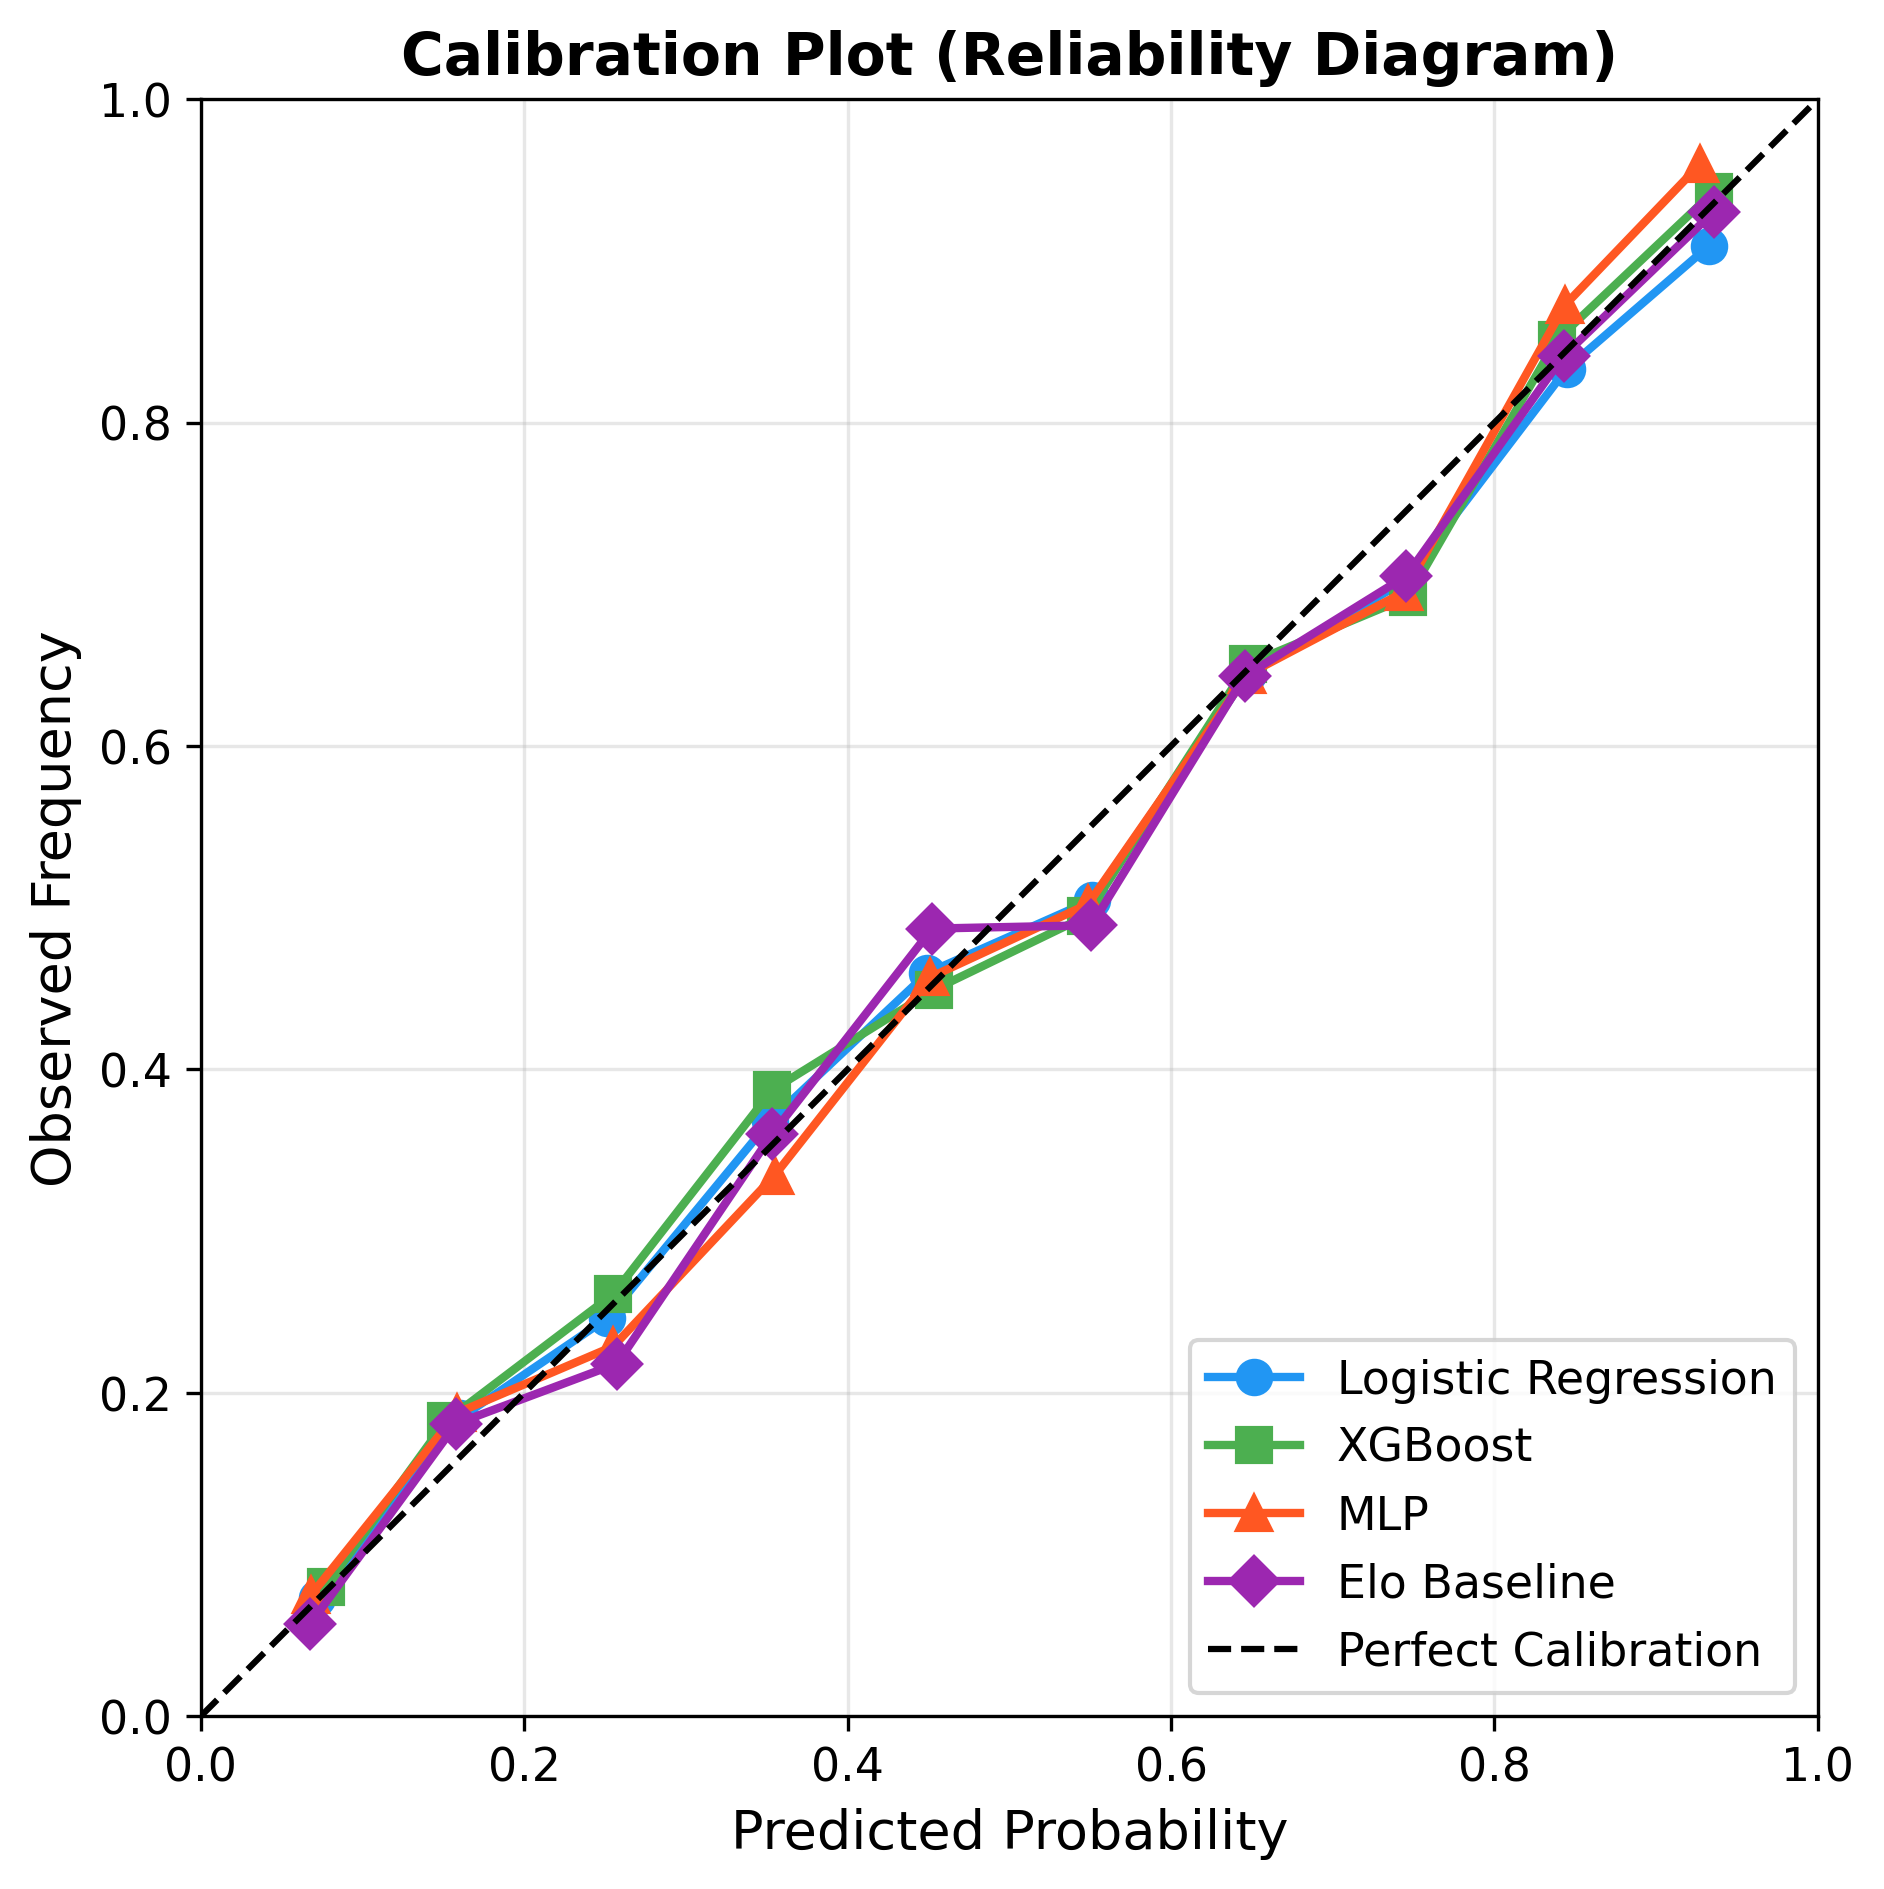 Calibration Plot (Reliability Diagram)
1.0
0.8
0.6
0.4
0.2
0.0
Observed Frequency
0.0 0.2 0.4 0.6 0.8 1.0
Predicted Probability
Logistic Regression
XGBoost
MLP
Elo Baseline
Perfect Calibration